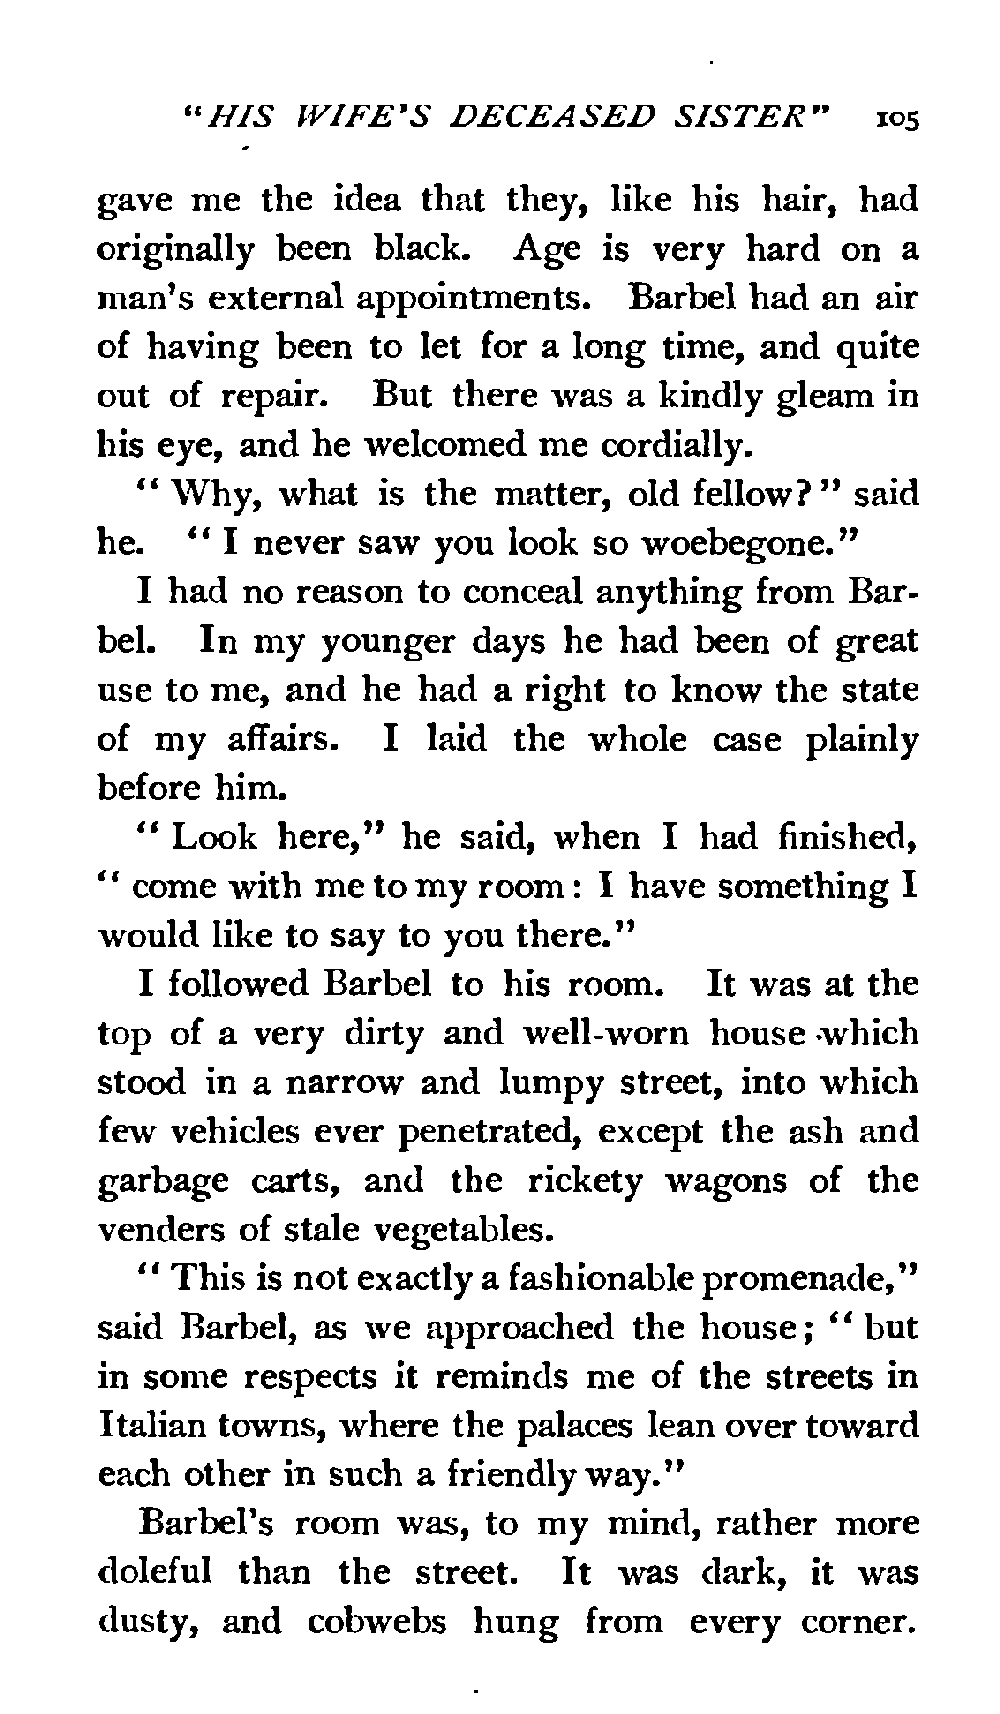 "HIS WIFE'S DECEASED SISTER" 105
gave me the idea that they, like his hair, had
originally been black. Age is very hard on a
man's external appointments. Barbel had an air
of having been to let for a long time, and quite
out of repair. But there was a kindly gleam in
his eye, and he welcomed me cordially.
"Why, what is the matter, old fellow?" said
he. "I never saw you look so woebegone."
I had no reason to conceal anything from Bar-
bel. In my younger days he had been of great
use to me, and he had a right to know the state
of my affairs. I laid the whole case plainly
before him.
"Look here," he said, when I had finished,
"come with me to my room: I have something I
would like to say to you there."
I followed Barbel to his room. It was at the
top of a very dirty and well-worn house which
stood in a narrow and lumpy street, into which
few vehicles ever penetrated, except the ash and
garbage carts, and the rickety wagons of the
venders of stale vegetables.
"This is not exactly a fashionable promenade,"
said Barbel, as we approached the house; "but
in some respects it reminds me of the streets in
Italian towns, where the palaces lean over toward
each other in such a friendly way."
Barbel's room was, to my mind, rather more
doleful than the street. It was dark, it was
dusty, and cobwebs hung from every corner.